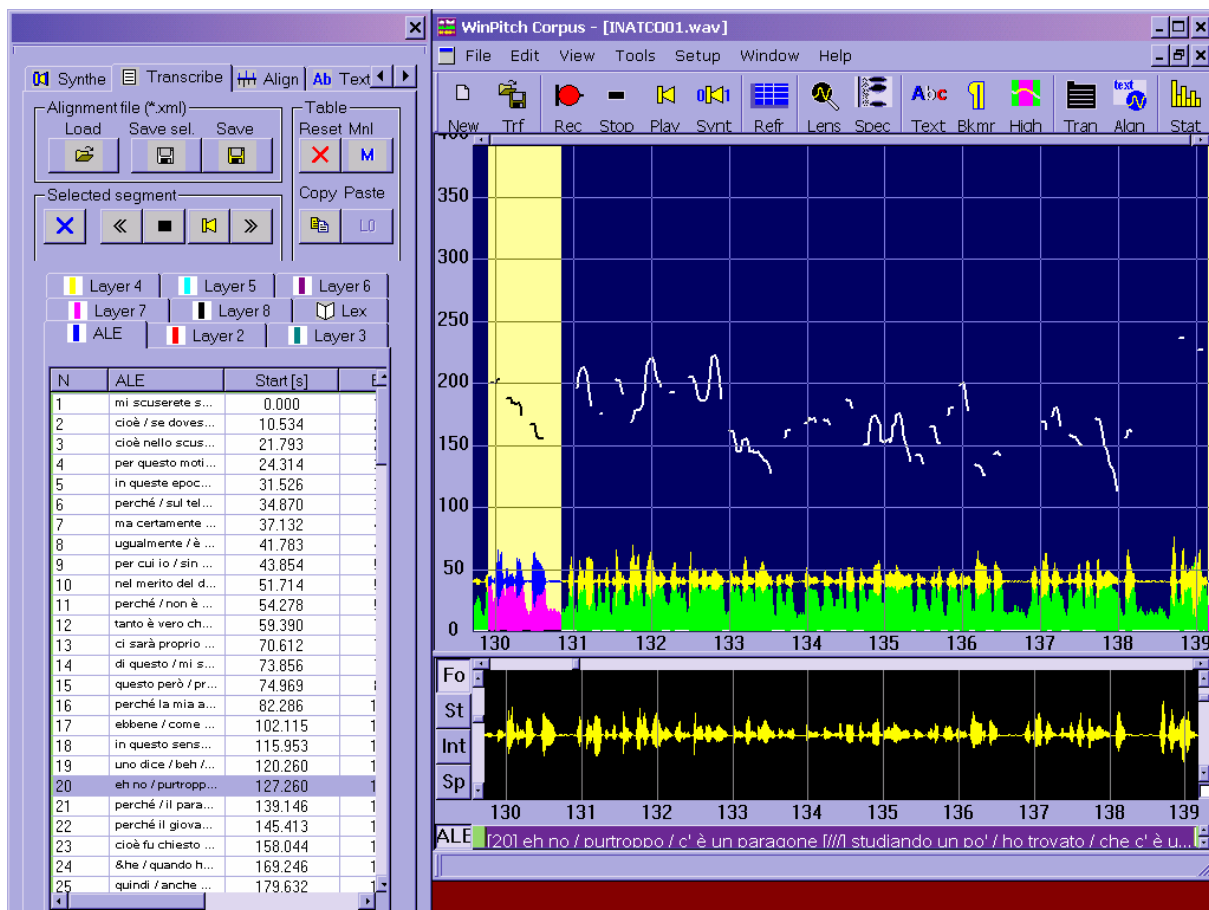 WinPitch Corpus - [INATCO01.wav]
File Edit View Tools Setup Window Help
New Trf Rec Stop Play Synt Refr Lens Spec Text Bkmr High Tran Algn Stat
Abc text
Synthe Transcribe Align Ab Text
Alignment file (*.xml)
Table
Load Save sel. Save
Reset Mnl
M
Selected segment
Copy Paste
L0
Layer 4 Layer 5 Layer 6
Layer 7 Layer 8 Lex
ALE Layer 2 Layer 3
N ALE Start [s]
1 mi scuserete s... 0.000
2 cioè / se doves... 10.534
3 cioè nello scus... 21.793
4 per questo moti... 24.314
5 in queste epoc... 31.526
6 perché / sul tel... 34.870
7 ma certamente ... 37.132
8 ugualmente / è ... 41.783
9 per cui io / sin ... 43.854
10 nel merito del d... 51.714
11 perché / non è ... 54.278
12 tanto è vero ch... 59.390
13 ci sarà proprio ... 70.612
14 di questo / mi s... 73.856
15 questo però / pr... 74.969
16 perché la mia a... 82.286
17 ebbene / come ... 102.115
18 in questo sens... 115.953
19 uno dice / beh /... 120.260
20 eh no / purtropp... 127.260
21 perché / il para... 139.146
22 perché il giova... 145.413
23 cioè fu chiesto ... 158.044
24 &he / quando h... 169.246
25 quindi / anche ... 179.632
400
350
300
250
200
150
100
50
0
130 131 132 133 134 135 136 137 138 139
Fo
St
Int
Sp
130 131 132 133 134 135 136 137 138 139
ALE [20] eh no / purtroppo / c' è un paragone [///] studiando un po' / ho trovato / che c' è u...